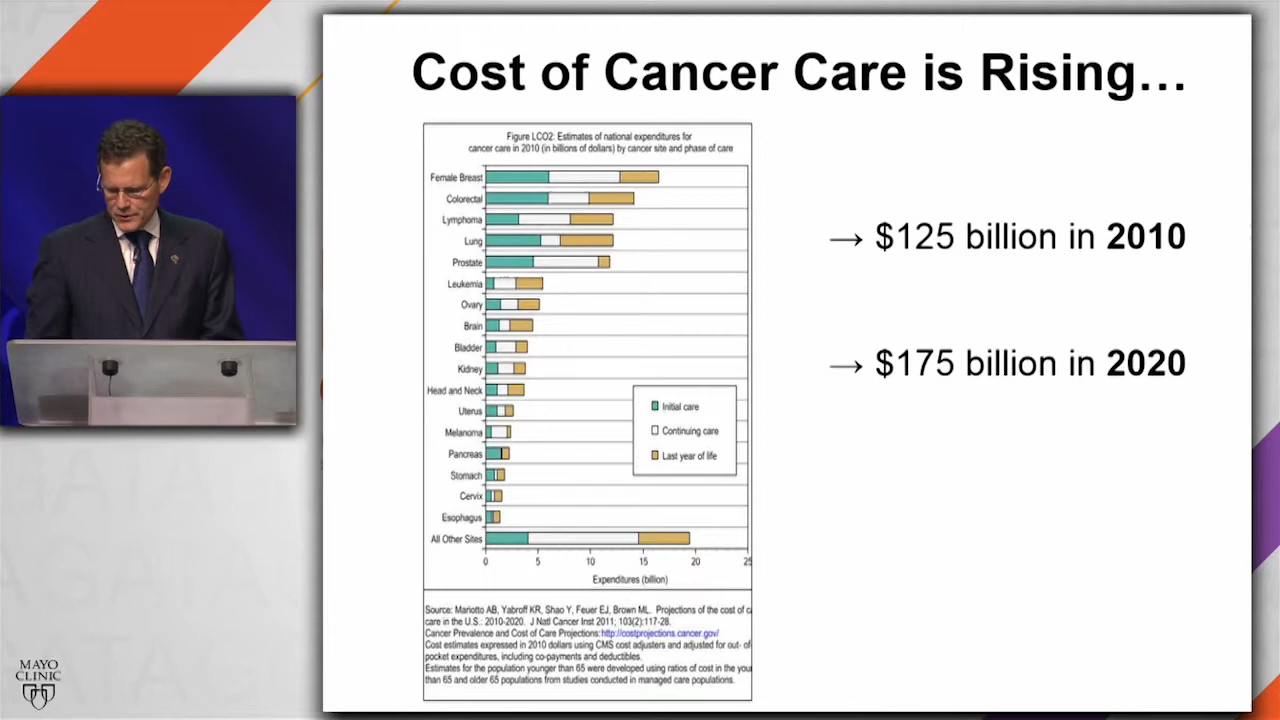 Cost of Cancer Care is Rising…
Figure LCO2: Estimates of national expenditures for
cancer care in 2010 (in billions of dollars) by cancer site and phase of care
Female Breast
Colorectal
Lymphoma
Lung
Prostate
Leukemia
Ovary
Brain
Bladder
Kidney
Head and Neck
Uterus
Melanoma
Pancreas
Stomach
Cervix
Esophagus
All Other Sites
0 5 10 15 20 25
Expenditures (billion)
Initial care
Continuing care
Last year of life
Source: Mariotto AB, Yabroff KR, Shao Y, Feuer EJ, Brown ML. Projections of the cost of
care in the U.S.: 2010-2020. J Natl Cancer Inst 2011; 103(2):117-28.
Cancer Prevalence and Cost of Care Projections: http://costprojections.cancer.gov/
Cost estimates expressed in 2010 dollars using CMS cost adjusters and adjusted for out- of
pocket expenditures, including co-payments and deductibles.
Estimates for the population younger than 65 were developed using ratios of cost in the
than 65 and older 65 populations from studies conducted in managed care populations.
→ $125 billion in 2010
→ $175 billion in 2020
MAYO
CLINIC